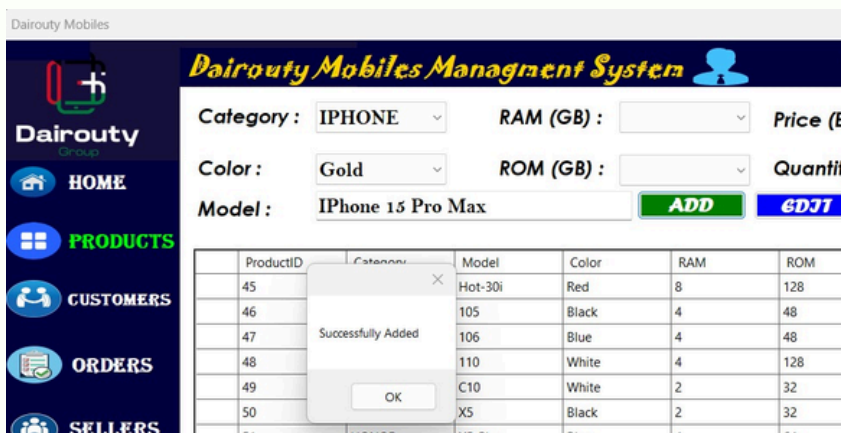 Dairouty Mobiles
Dairouty Mobiles Managment System
Dairouty
Group
Category : IPHONE RAM (GB) : Price (
Color : Gold ROM (GB) : Quanti
Model : IPhone 15 Pro Max ADD EDIT
HOME
PRODUCTS
CUSTOMERS
ORDERS
SELLERS
ProductID Category Model Color RAM ROM
45 Hot-30i Red 8 128
46 105 Black 4 48
47 106 Blue 4 48
48 110 White 4 128
49 C10 White 2 32
50 X5 Black 2 32
Successfully Added
OK